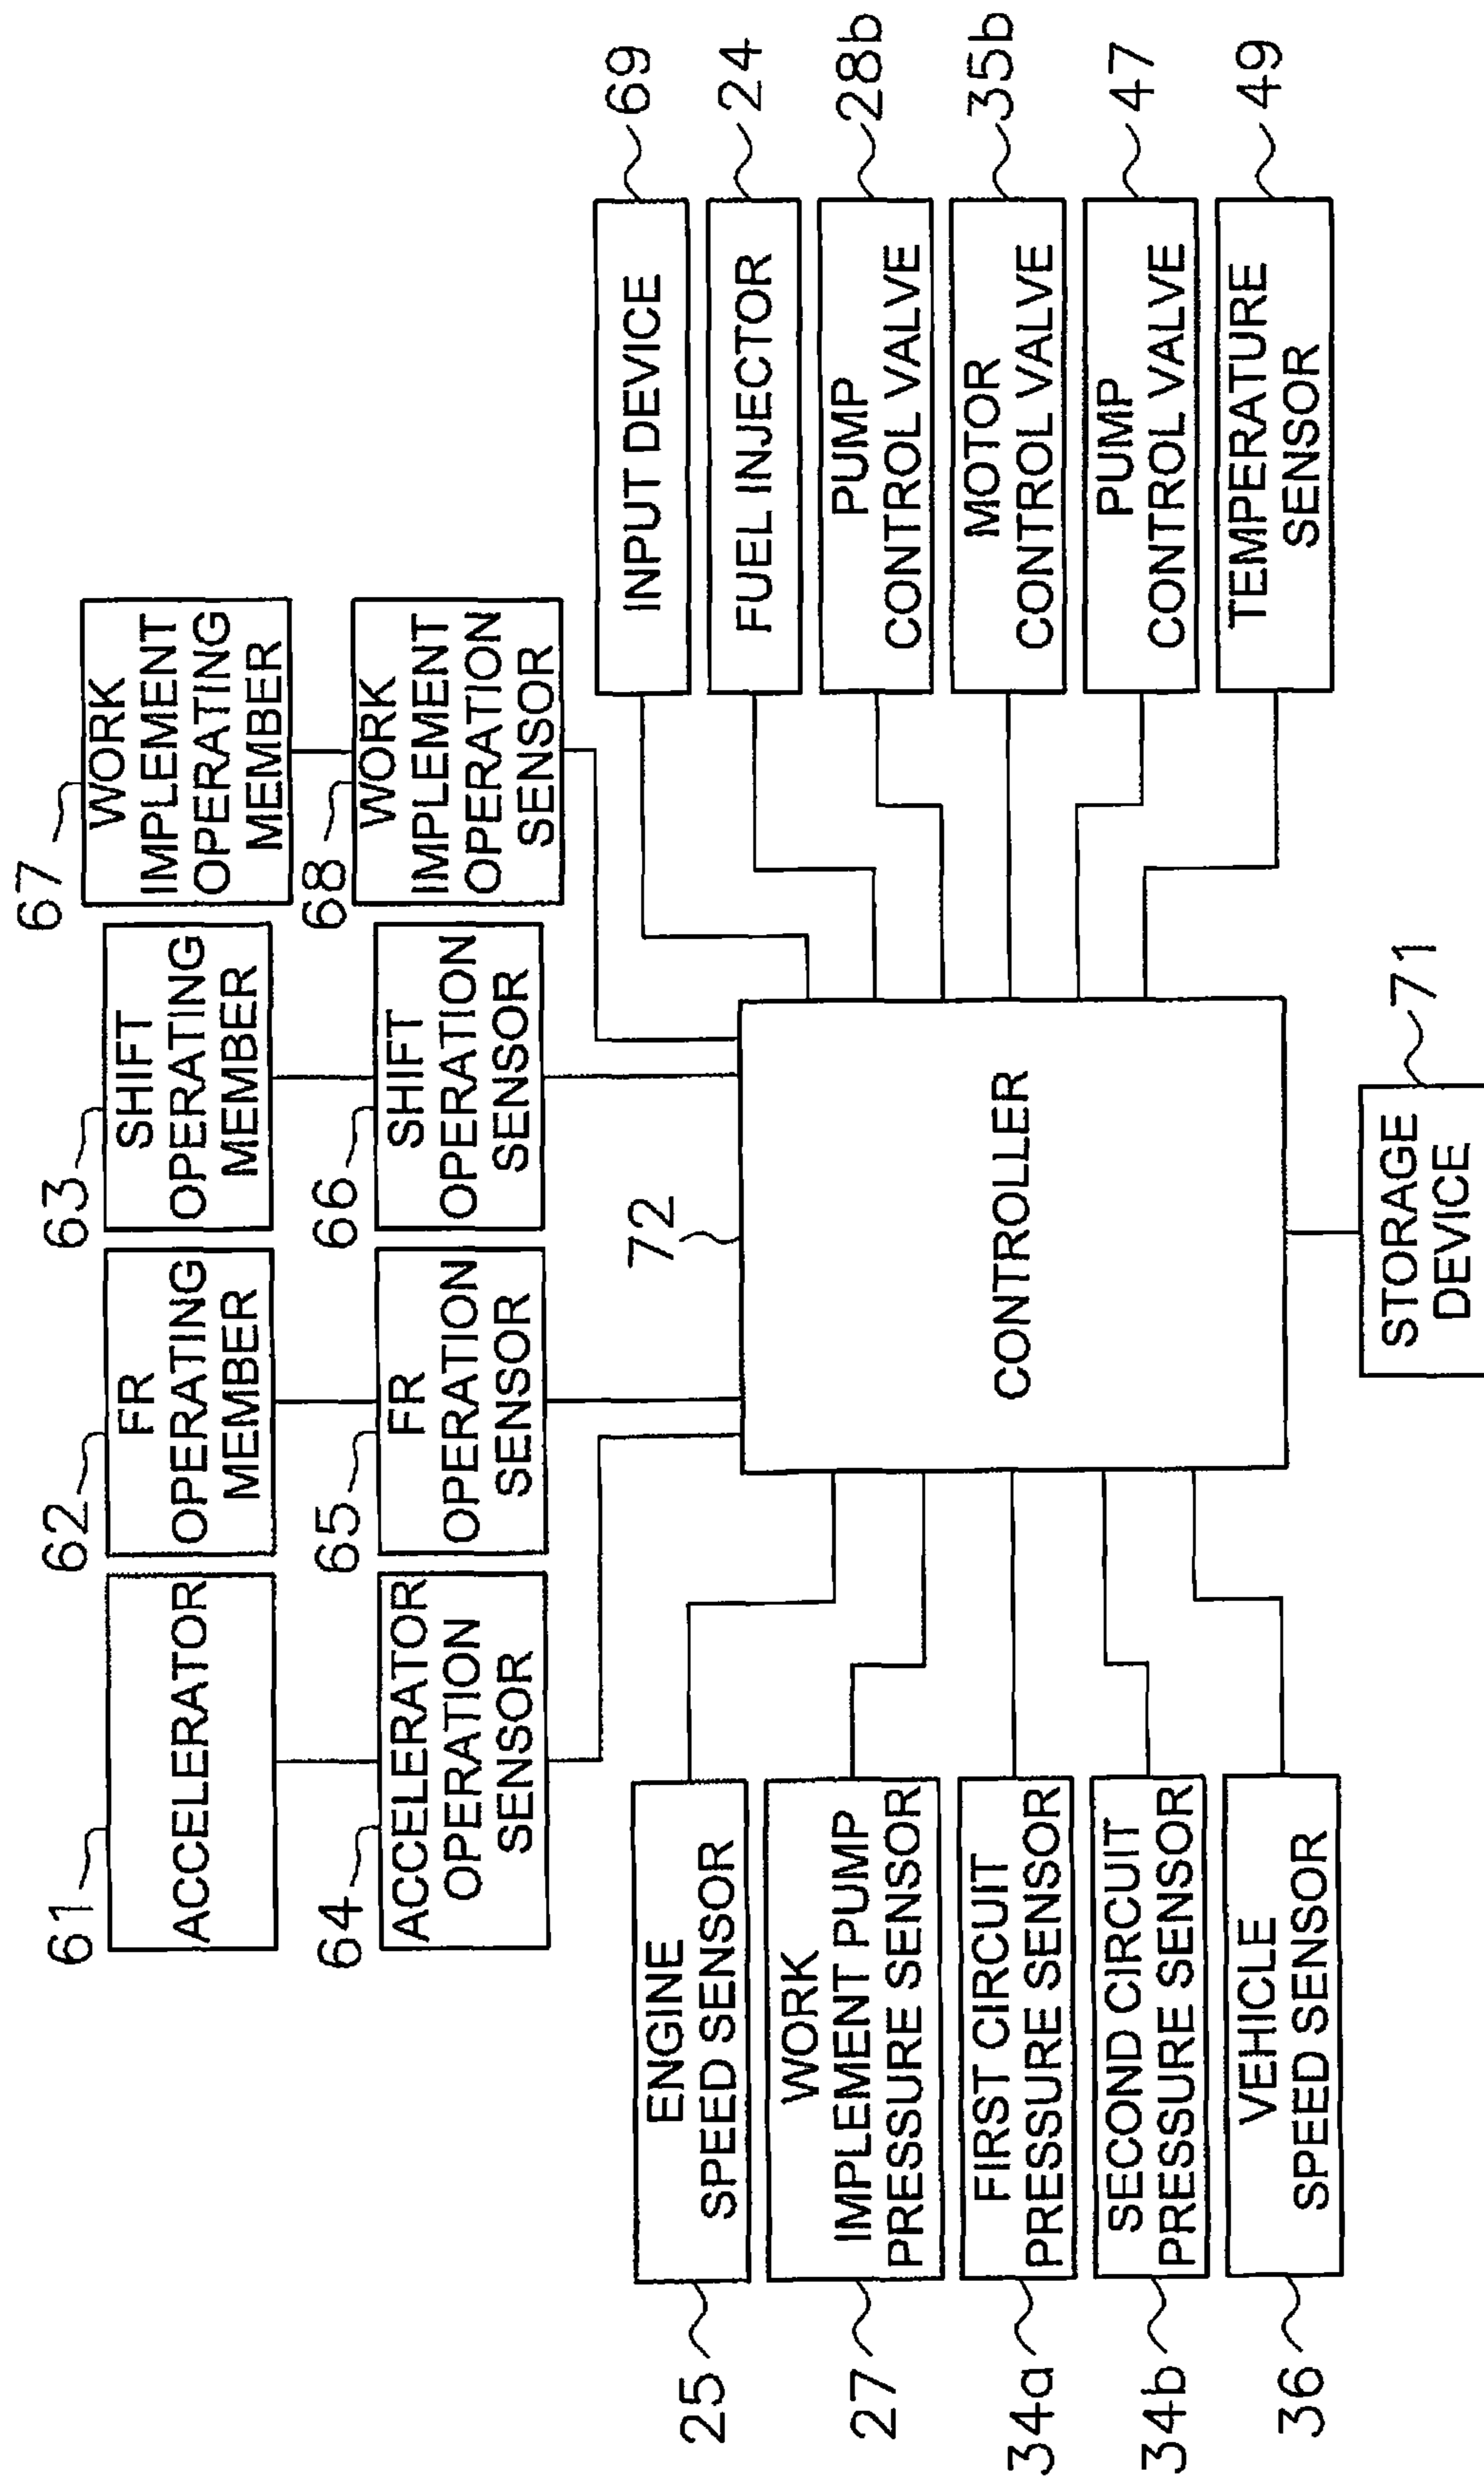 61
ACCELERATOR
62
FR
OPERATING
MEMBER
63
SHIFT
OPERATING
MEMBER
67
WORK
IMPLEMENT
OPERATING
MEMBER
64
ACCELERATOR
OPERATION
SENSOR
65
FR
OPERATION
SENSOR
66
SHIFT
OPERATION
SENSOR
68
WORK
IMPLEMENT
OPERATION
SENSOR
25
ENGINE
SPEED SENSOR
27
WORK
IMPLEMENT PUMP
PRESSURE SENSOR
34a
FIRST CIRCUIT
PRESSURE SENSOR
34b
SECOND CIRCUIT
PRESSURE SENSOR
36
VEHICLE
SPEED SENSOR
72
CONTROLLER
INPUT DEVICE
69
FUEL INJECTOR
24
PUMP
CONTROL VALVE
28b
MOTOR
CONTROL VALVE
35b
PUMP
CONTROL VALVE
47
TEMPERATURE
SENSOR
49
STORAGE
DEVICE
71